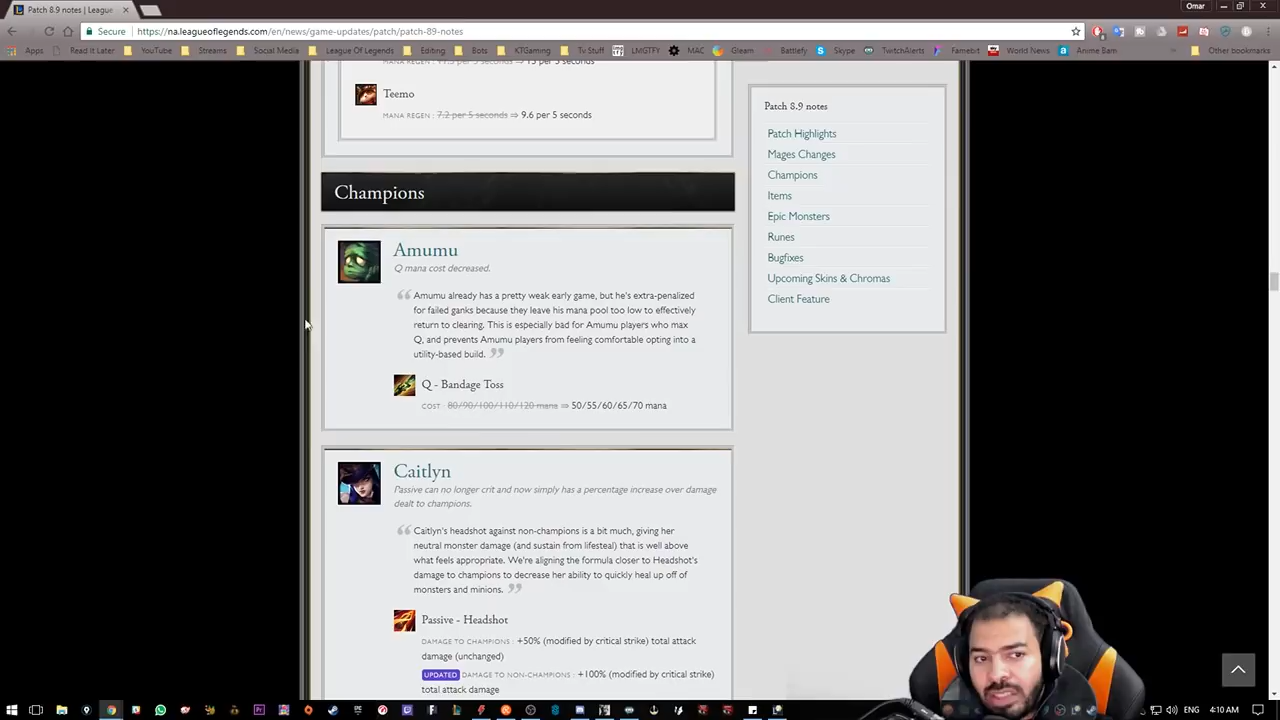 Patch 8.9 notes | League
Omar
Secure
https://na.leagueoflegends.com/en/news/game-updates/patch/patch-89-notes
Apps
Read It Later
YouTube
Streams
Social Media
League Of Legends
Editing
Bots
KTGaming
Tv Stuff
LMGTFY
MAC
Gleam
Battlefy
Skype
TwitchAlerts
Famebit
World News
Anime Bam
Other bookmarks
Teemo
MANA REGEN : 7.2 per 5 seconds ⇒ 9.6 per 5 seconds
Champions
Amumu
Q mana cost decreased.
Amumu already has a pretty weak early game, but he's extra-penalized
for failed ganks because they leave his mana pool too low to effectively
return to clearing. This is especially bad for Amumu players who max
Q, and prevents Amumu players from feeling comfortable opting into a
utility-based build.
Q - Bandage Toss
COST : 80/90/100/110/120 mana ⇒ 50/55/60/65/70 mana
Caitlyn
Passive can no longer crit and now simply has a percentage increase over damage
dealt to champions.
Caitlyn's headshot against non-champions is a bit much, giving her
neutral monster damage (and sustain from lifesteal) that is well above
what feels appropriate. We're aligning the formula closer to Headshot's
damage to champions to decrease her ability to quickly heal up off of
monsters and minions.
Passive - Headshot
DAMAGE TO CHAMPIONS : +50% (modified by critical strike) total attack
damage (unchanged)
UPDATED DAMAGE TO NON-CHAMPIONS : +100% (modified by critical strike)
total attack damage
Patch 8.9 notes
Patch Highlights
Mages Changes
Champions
Items
Epic Monsters
Runes
Bugfixes
Upcoming Skins & Chromas
Client Feature
ENG
4:10 AM